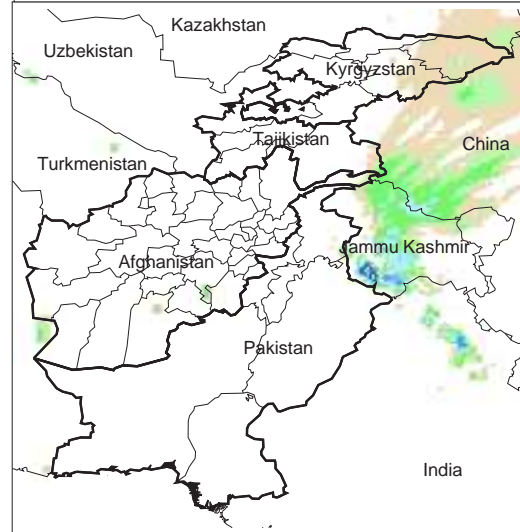 Kazakhstan
Uzbekistan
Kyrgyzstan
Tajikistan
China
Turkmenistan
Jammu Kashmir
Afghanistan
Pakistan
India